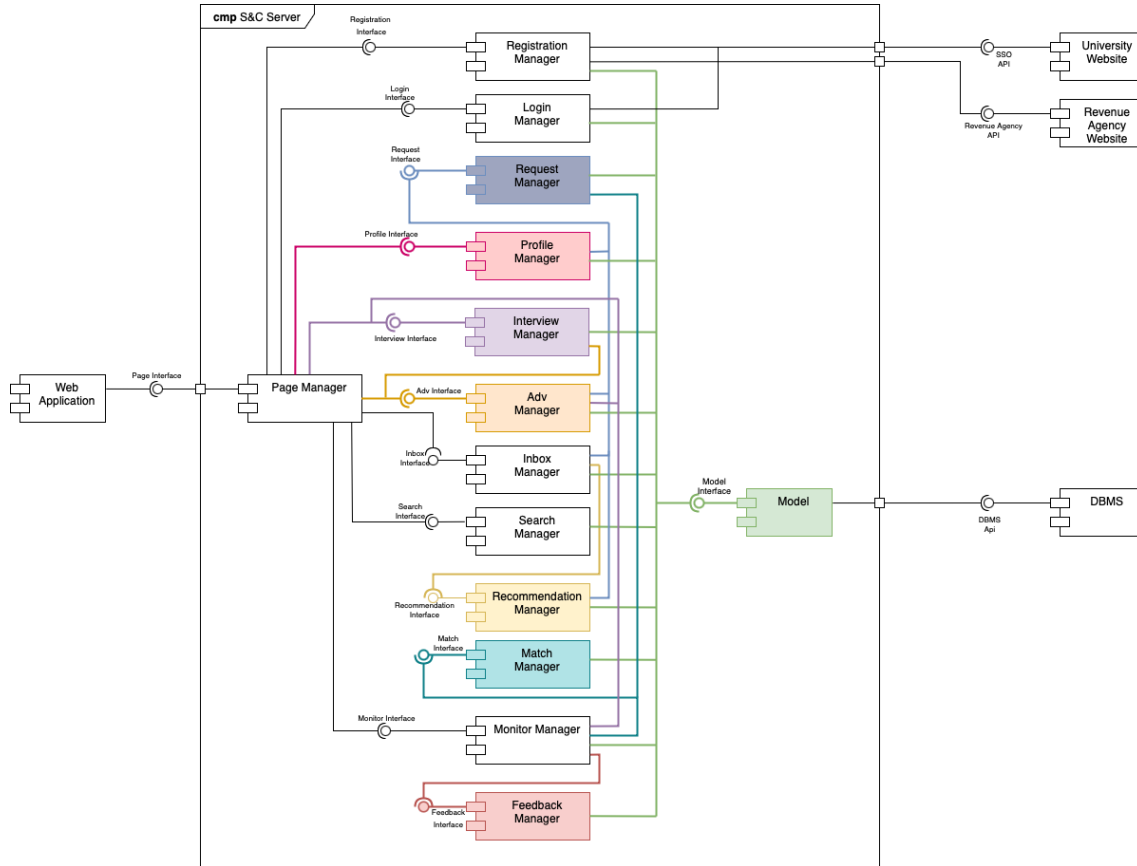 cmp S&C Server
Registration
Interface
Registration
Manager
SSO
API
University
Website
Login
Interface
Login
Manager
Revenue Agency
API
Revenue
Agency
Website
Request
Interface
Request
Manager
Profile Interface
Profile
Manager
Interview Interface
Interview
Manager
Web
Application
Page Interface
Page Manager
Adv Interface
Adv
Manager
Inbox
Interface
Inbox
Manager
Search
Interface
Search
Manager
Model
Interface
Model
DBMS
Api
DBMS
Recommendation
Interface
Recommendation
Manager
Match
Interface
Match
Manager
Monitor Interface
Monitor Manager
Feedback
Interface
Feedback
Manager